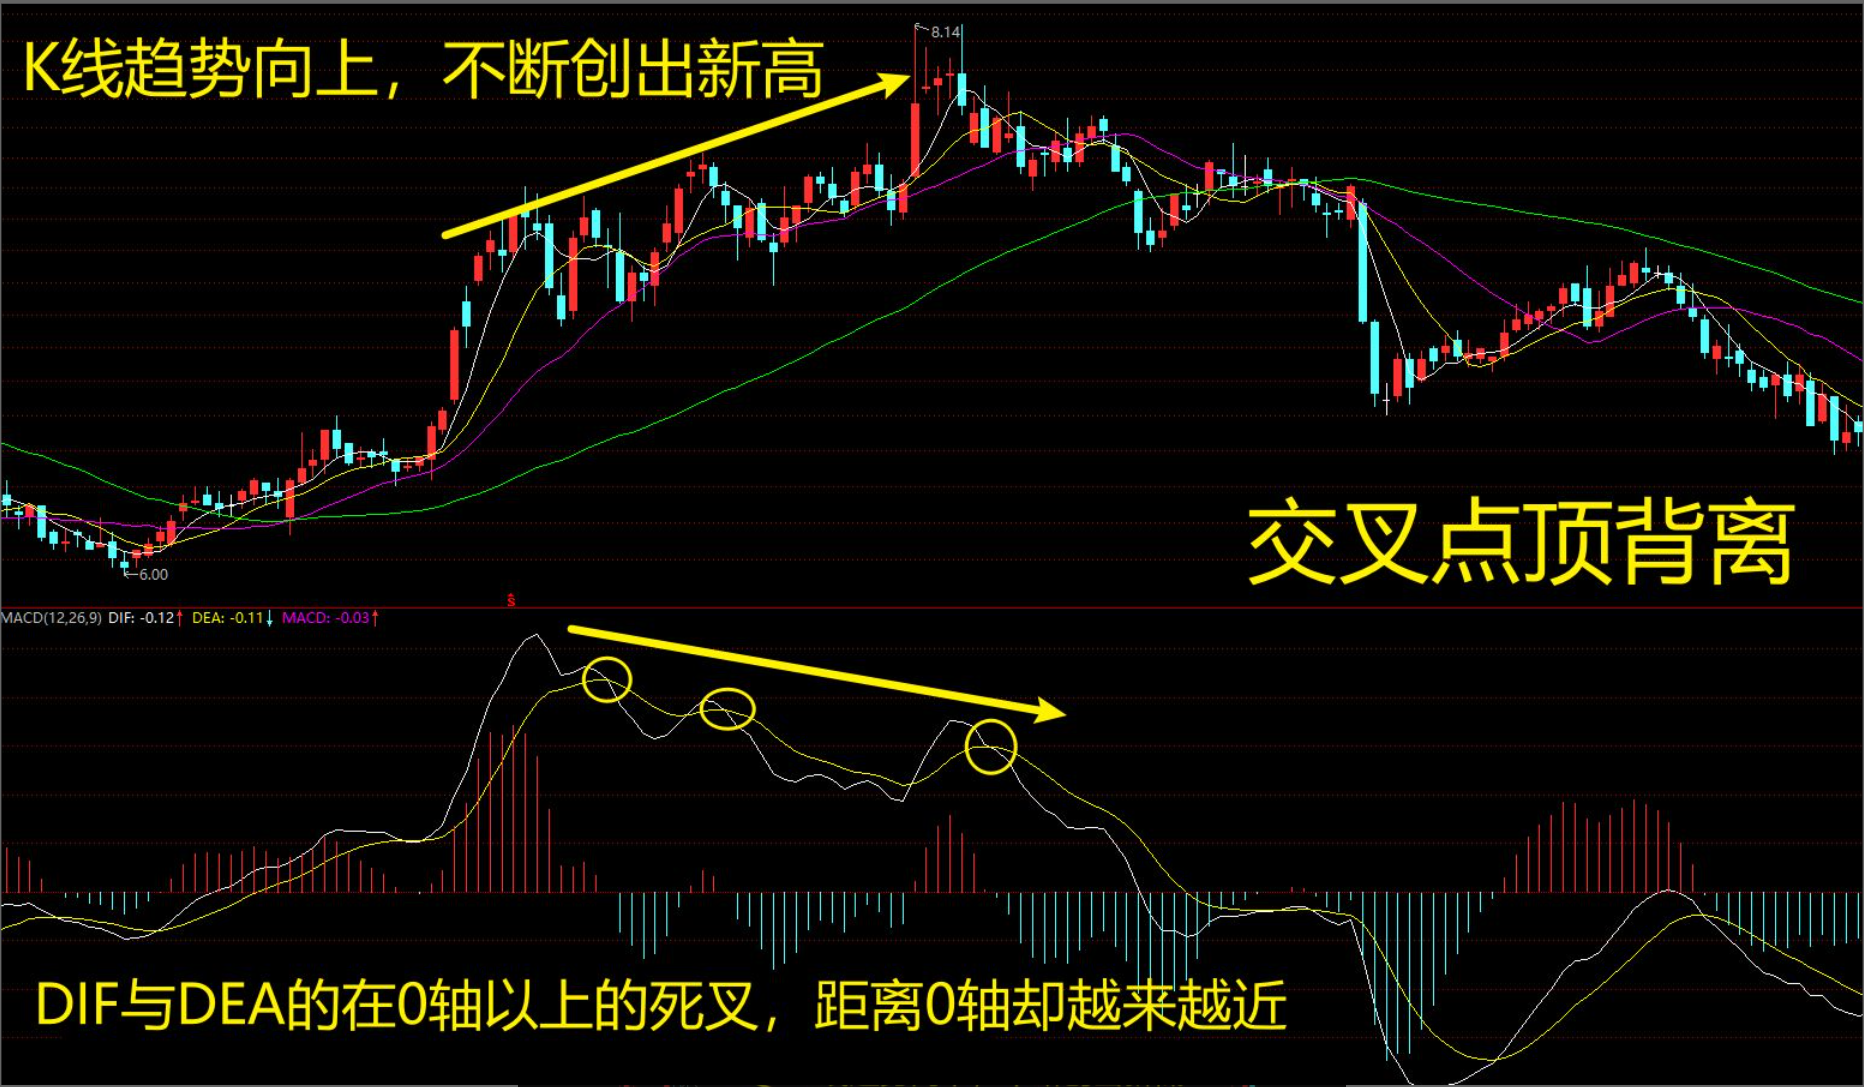 K线趋势向上，不断创出新高
8.14
6.00
交叉点顶背离
ŝ
MACD(12,26,9) DIF: -0.12↑ DEA: -0.11↓ MACD: -0.03↑
DIF与DEA的在0轴以上的死叉，距离0轴却越来越近